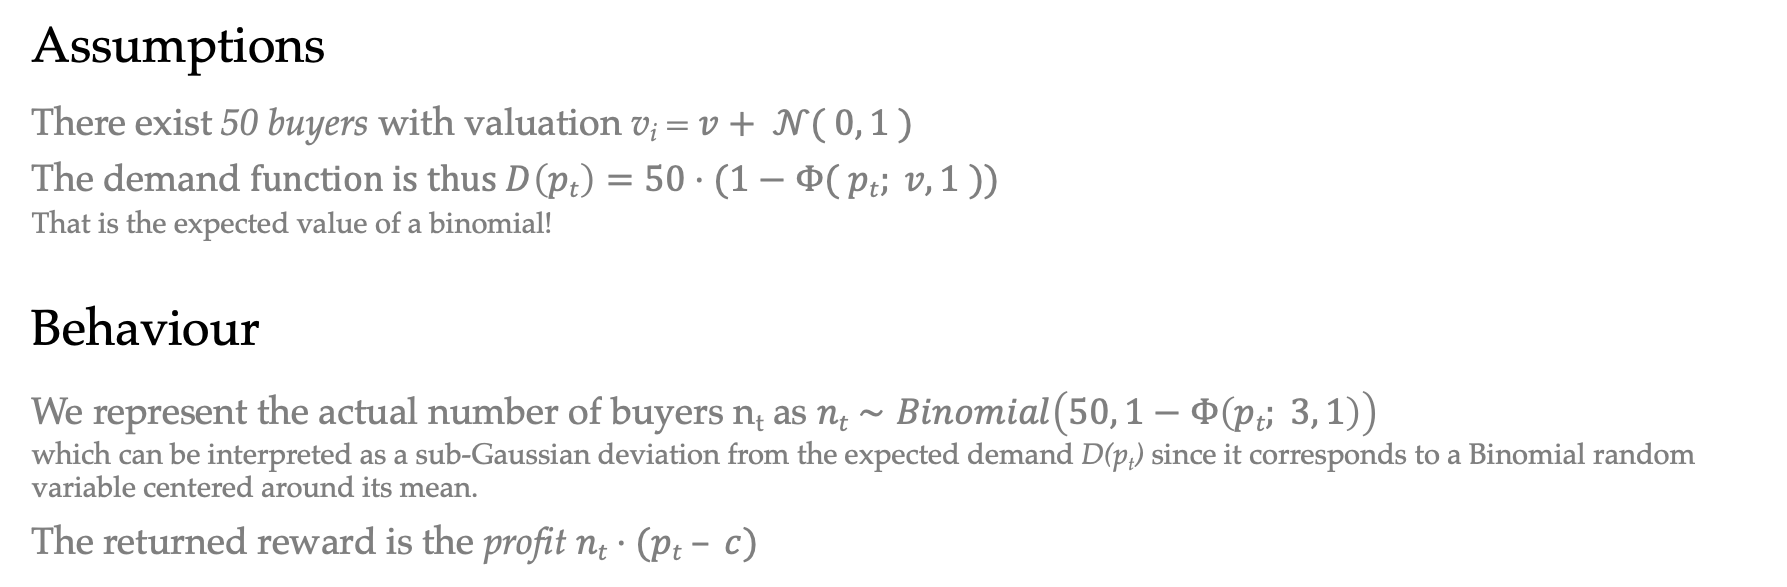 Assumptions
There exist 50 buyers with valuation vᵢ = v + 𝒩( 0, 1 )
The demand function is thus D(pₜ) = 50 · (1 − Φ( pₜ; v, 1 ))
That is the expected value of a binomial!
Behaviour
We represent the actual number of buyers nₜ as nₜ ~ Binomial(50, 1 − Φ(pₜ; 3, 1))
which can be interpreted as a sub-Gaussian deviation from the expected demand D(pₜ) since it corresponds to a Binomial random
variable centered around its mean.
The returned reward is the profit nₜ · (pₜ − c)